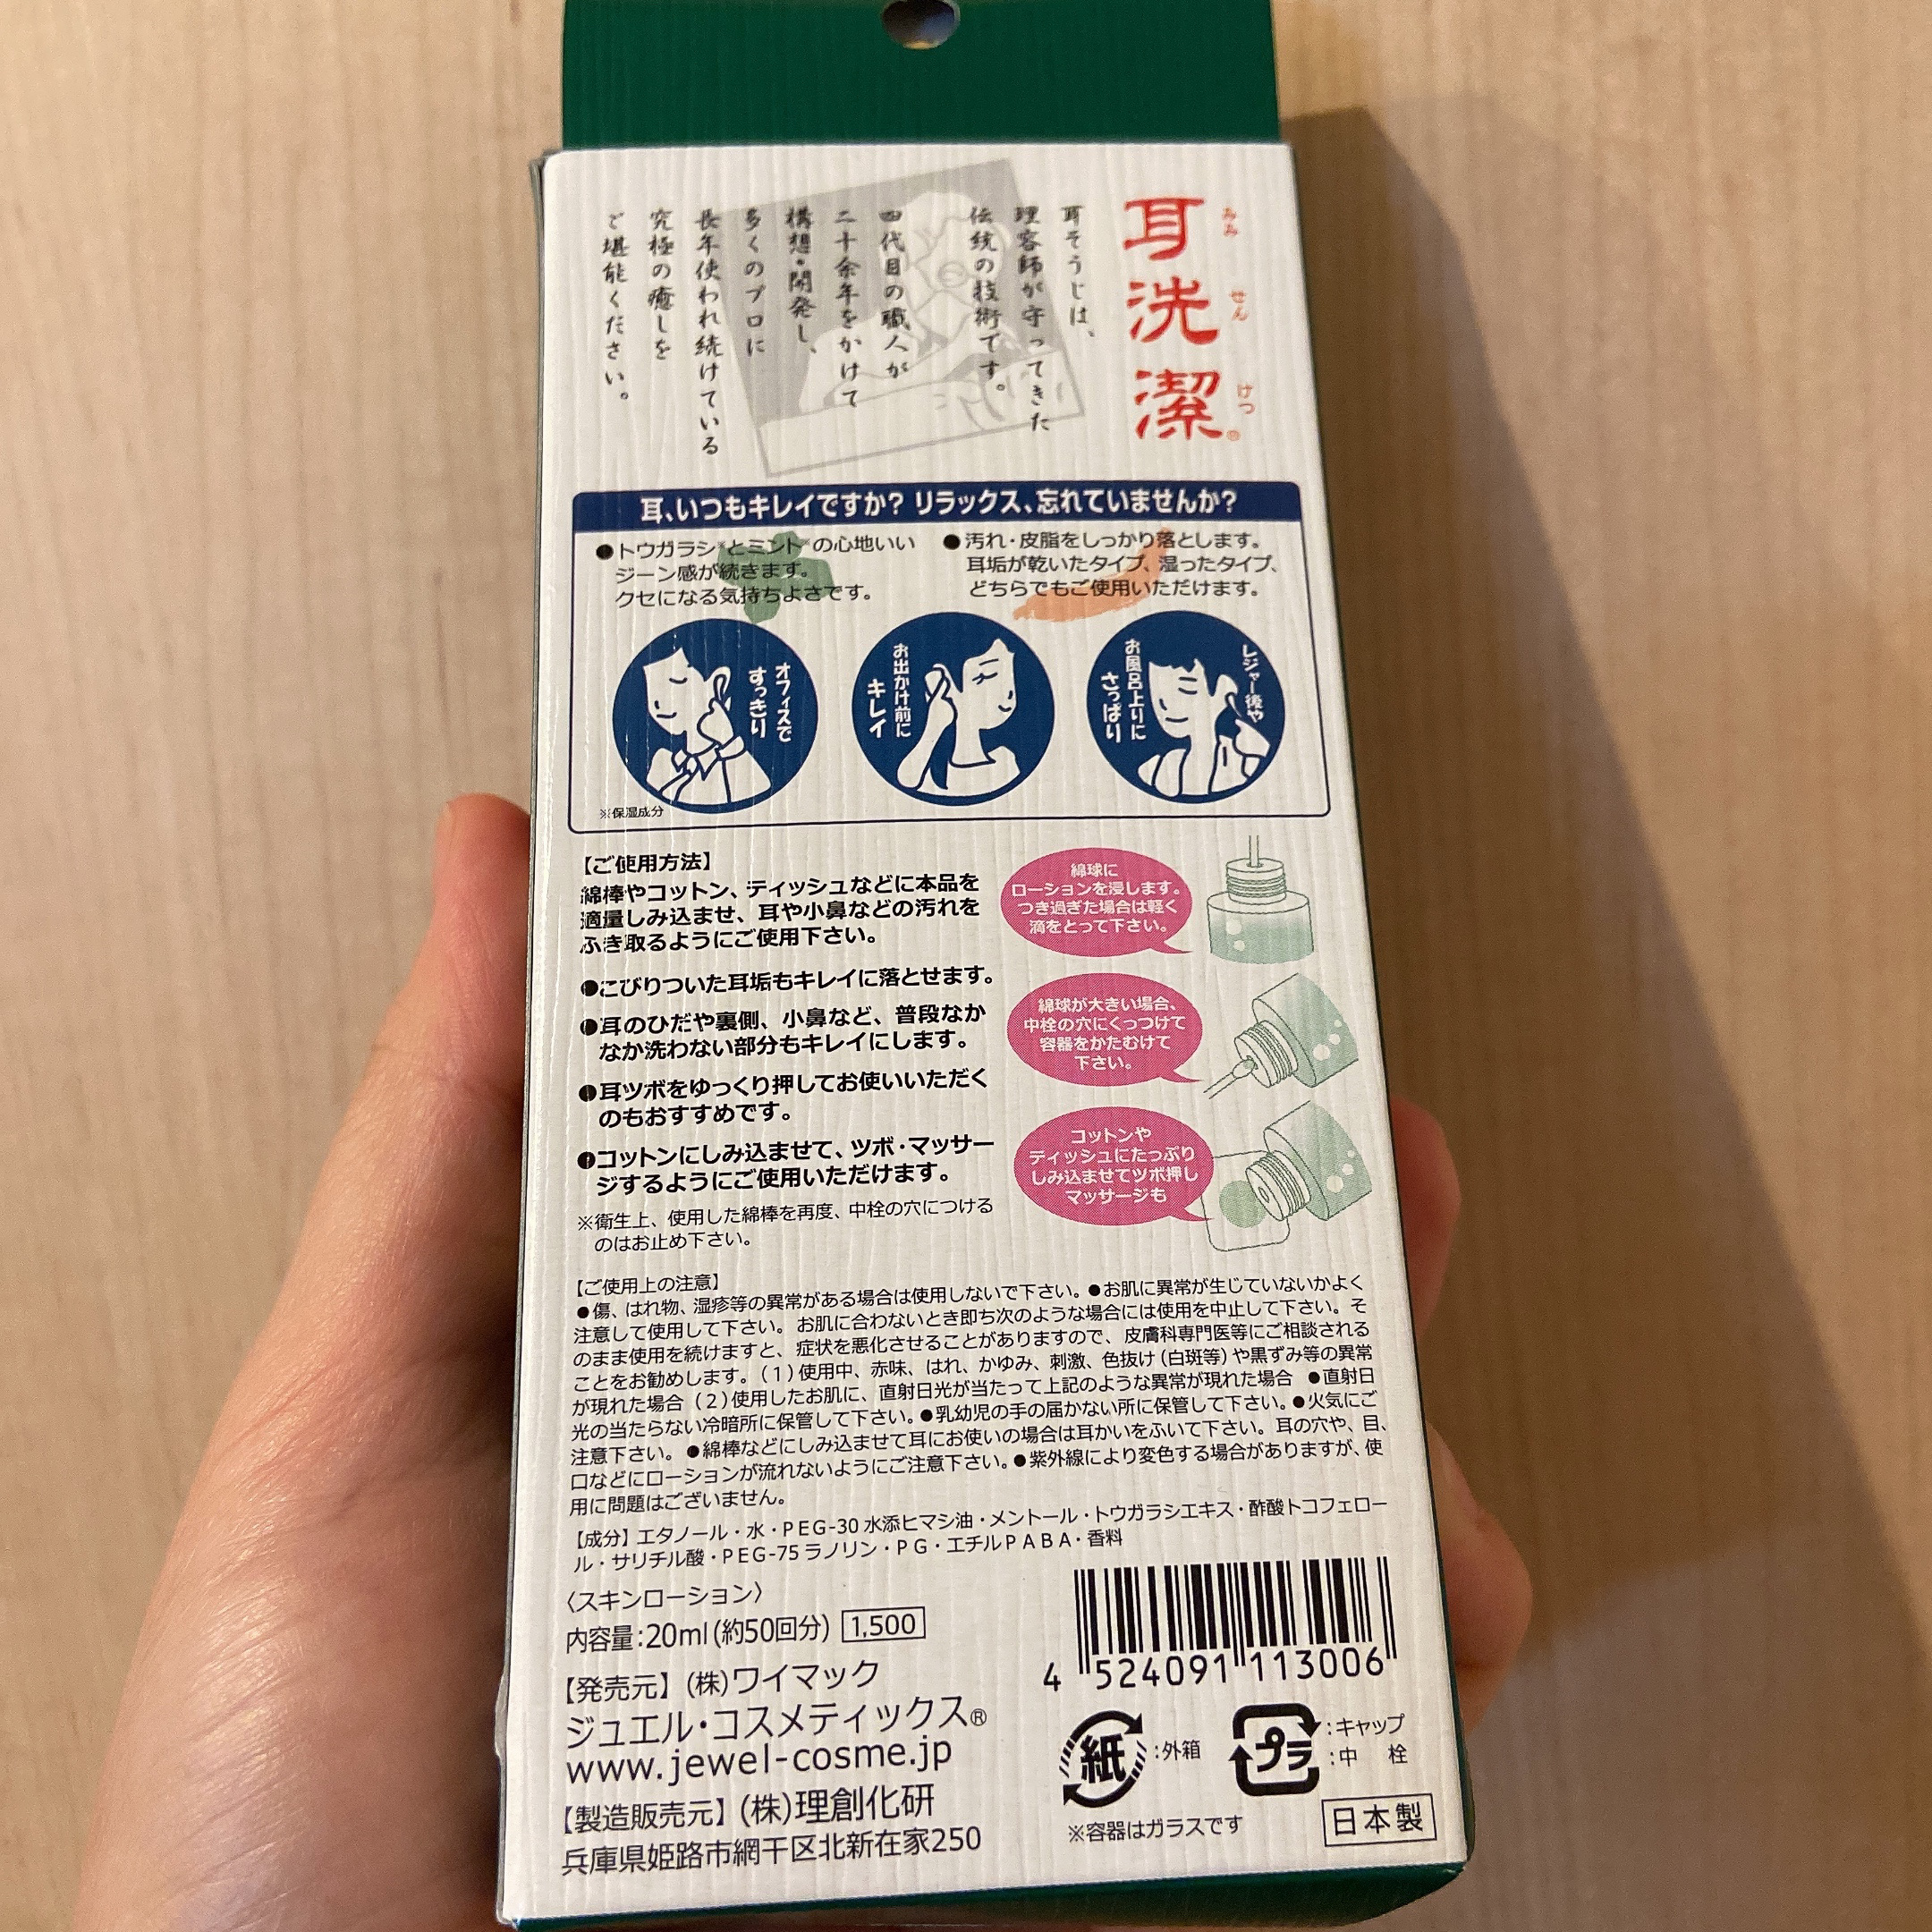 耳洗潔®
みみ
せん
けつ
耳そうじは、
理容師が守ってきた
伝統の技術です。
四代目の職人が
二十余年をかけて
構想・開発し、
多くのプロに
長年使われ続けている
究極の癒しを
ご堪能ください。
耳、いつもキレイですか? リラックス、忘れていませんか?
●トウガラシ※とミント※の心地いい
ジーン感が続きます。
クセになる気持ちよさです。
●汚れ・皮脂をしっかり落とします。
耳垢が乾いたタイプ、湿ったタイプ、
どちらでもご使用いただけます。
オフィスで
すっきり
お出かけ前に
キレイ
レジャー後や
お風呂上りに
さっぱり
※保湿成分
【ご使用方法】
綿棒やコットン、ティッシュなどに本品を
適量しみ込ませ、耳や小鼻などの汚れを
ふき取るようにご使用下さい。
●こびりついた耳垢もキレイに落とせます。
●耳のひだや裏側、小鼻など、普段なか
なか洗わない部分もキレイにします。
●耳ツボをゆっくり押してお使いいただく
のもおすすめです。
●コットンにしみ込ませて、ツボ・マッサー
ジするようにご使用いただけます。
※衛生上、使用した綿棒を再度、中栓の穴につける
のはお止め下さい。
綿球に
ローションを浸します。
つき過ぎた場合は軽く
滴をとって下さい。
綿球が大きい場合、
中栓の穴にくっつけて
容器をかたむけて
下さい。
コットンや
ティッシュにたっぷり
しみ込ませてツボ押し
マッサージも
【ご使用上の注意】
●傷、はれ物、湿疹等の異常がある場合は使用しないで下さい。●お肌に異常が生じていないかよく
注意して使用して下さい。お肌に合わないとき即ち次のような場合には使用を中止して下さい。そ
のまま使用を続けますと、症状を悪化させることがありますので、皮膚科専門医等にご相談される
ことをお勧めします。(1)使用中、赤味、はれ、かゆみ、刺激、色抜け(白斑等)や黒ずみ等の異常
が現れた場合 (2)使用したお肌に、直射日光が当たって上記のような異常が現れた場合 ●直射日
光の当たらない冷暗所に保管して下さい。●乳幼児の手の届かない所に保管して下さい。●火気にご
注意下さい。●綿棒などにしみ込ませて耳にお使いの場合は耳かいをふいて下さい。耳の穴や、目、
口などにローションが流れないようにご注意下さい。●紫外線により変色する場合がありますが、使
用に問題はございません。
【成分】エタノール・水・PEG-30水添ヒマシ油・メントール・トウガラシエキス・酢酸トコフェロー
ル・サリチル酸・PEG-75ラノリン・PG・エチルPABA・香料
〈スキンローション〉
内容量:20ml(約50回分) 1,500
【発売元】(株)ワイマック
ジュエル・コスメティックス®
www.jewel-cosme.jp
【製造販売元】(株)理創化研
兵庫県姫路市網干区北新在家250
4 524091 113006
紙:外箱
プラ:キャップ
:中 栓
※容器はガラスです
日本製